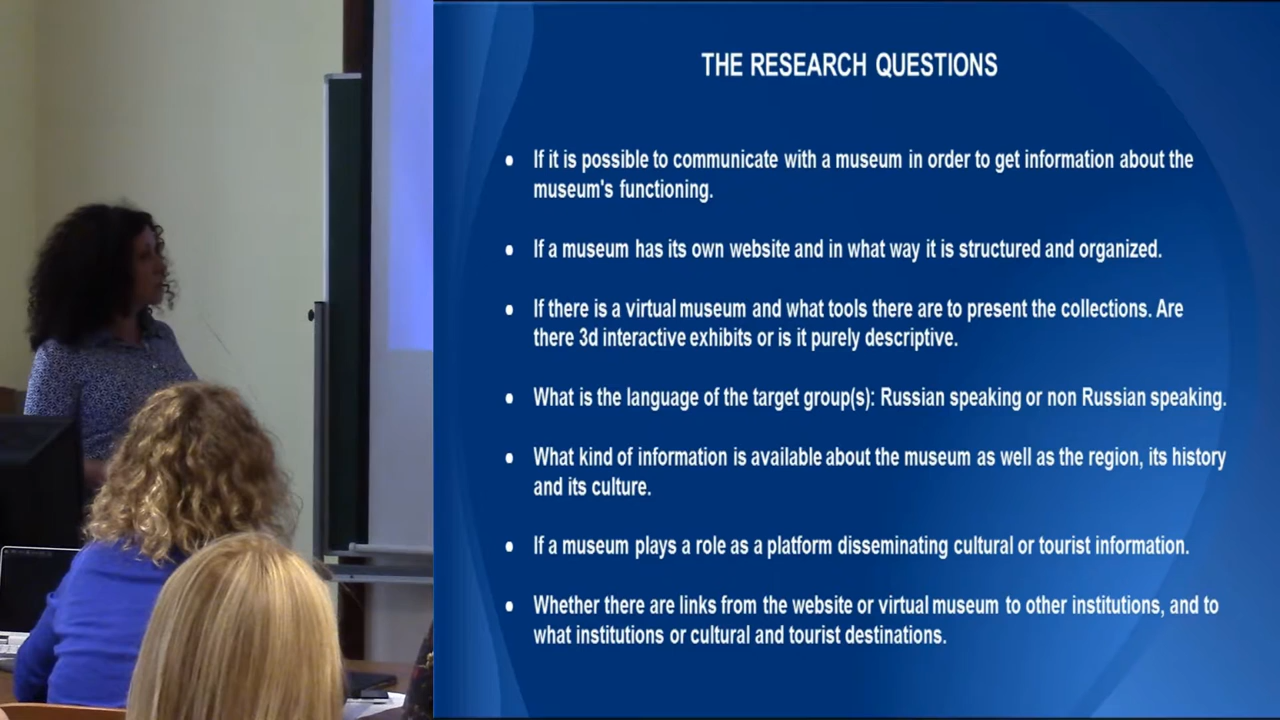 THE RESEARCH QUESTIONS
• If it is possible to communicate with a museum in order to get information about the
museum's functioning.
• If a museum has its own website and in what way it is structured and organized.
• If there is a virtual museum and what tools there are to present the collections. Are
there 3d interactive exhibits or is it purely descriptive.
• What is the language of the target group(s): Russian speaking or non Russian speaking.
• What kind of information is available about the museum as well as the region, its history
and its culture.
• If a museum plays a role as a platform disseminating cultural or tourist information.
• Whether there are links from the website or virtual museum to other institutions, and to
what institutions or cultural and tourist destinations.